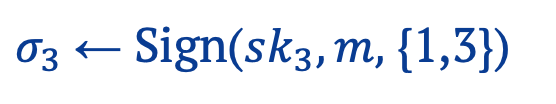 σ₃ ← Sign(sk₃, m, {1,3})